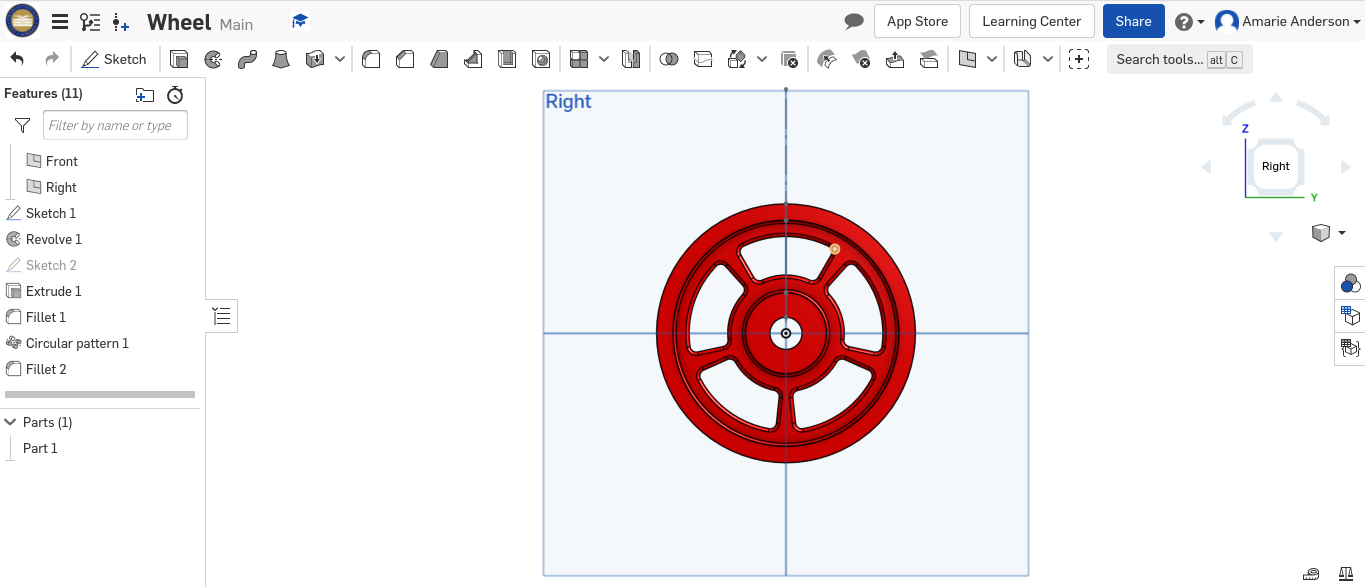 Wheel Main
App Store
Learning Center
Share
Amarie Anderson
Sketch
Search tools... alt C
Features (11)
Filter by name or type
Front
Right
Sketch 1
Revolve 1
Sketch 2
Extrude 1
Fillet 1
Circular pattern 1
Fillet 2
Parts (1)
Part 1
Right
Z
Right
Y